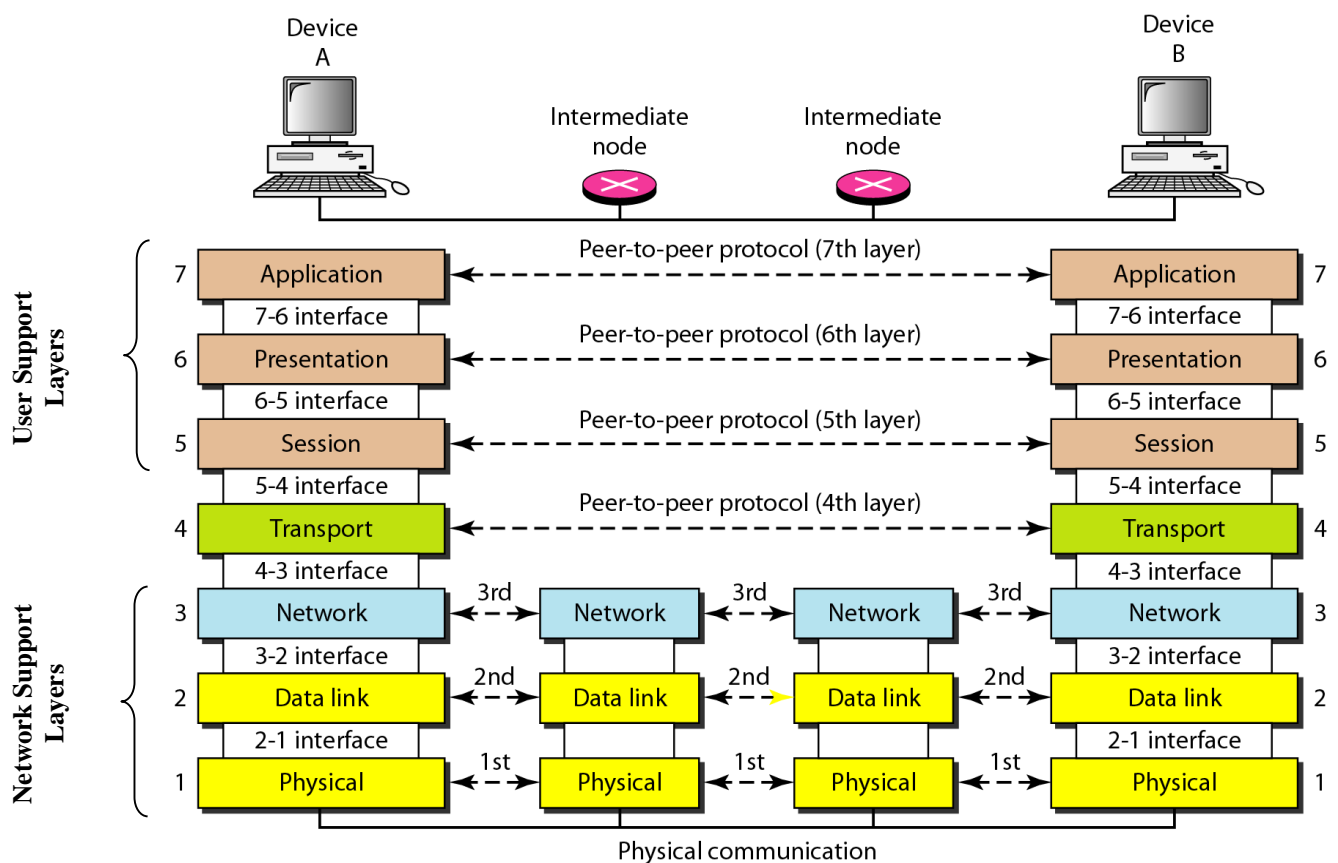 Device
A
Device
B
Intermediate
node
Intermediate
node
User Support
Layers
7 Application Peer-to-peer protocol (7th layer) Application 7
7-6 interface 7-6 interface
6 Presentation Peer-to-peer protocol (6th layer) Presentation 6
6-5 interface 6-5 interface
5 Session Peer-to-peer protocol (5th layer) Session 5
5-4 interface 5-4 interface
4 Transport Peer-to-peer protocol (4th layer) Transport 4
4-3 interface 4-3 interface
Network Support
Layers
3 Network 3rd Network 3rd Network 3rd Network 3
3-2 interface 3-2 interface
2 Data link 2nd Data link 2nd Data link 2nd Data link 2
2-1 interface 2-1 interface
1 Physical 1st Physical 1st Physical 1st Physical 1
Physical communication